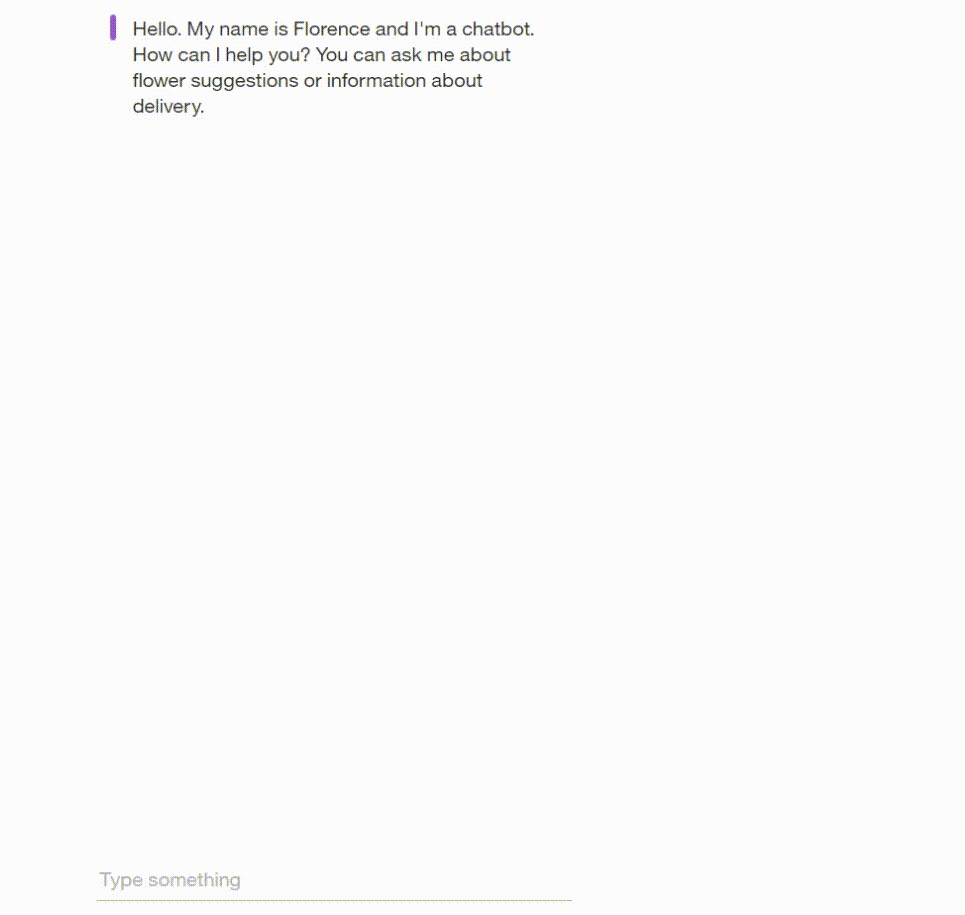 Hello. My name is Florence and I'm a chatbot.
How can I help you? You can ask me about
flower suggestions or information about
delivery.
Type something